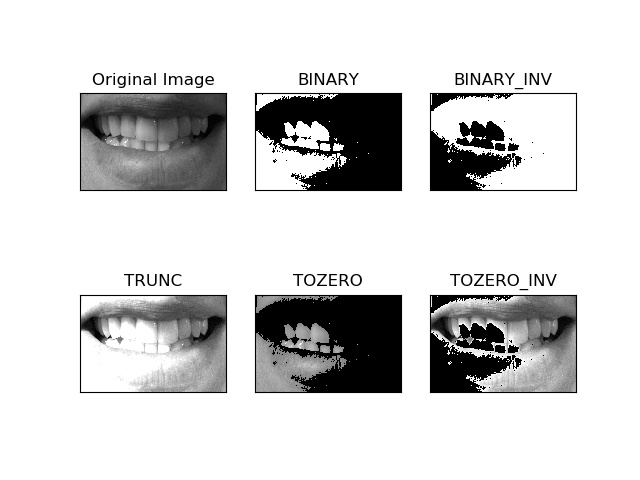 Original Image
BINARY
BINARY_INV
TRUNC
TOZERO
TOZERO_INV